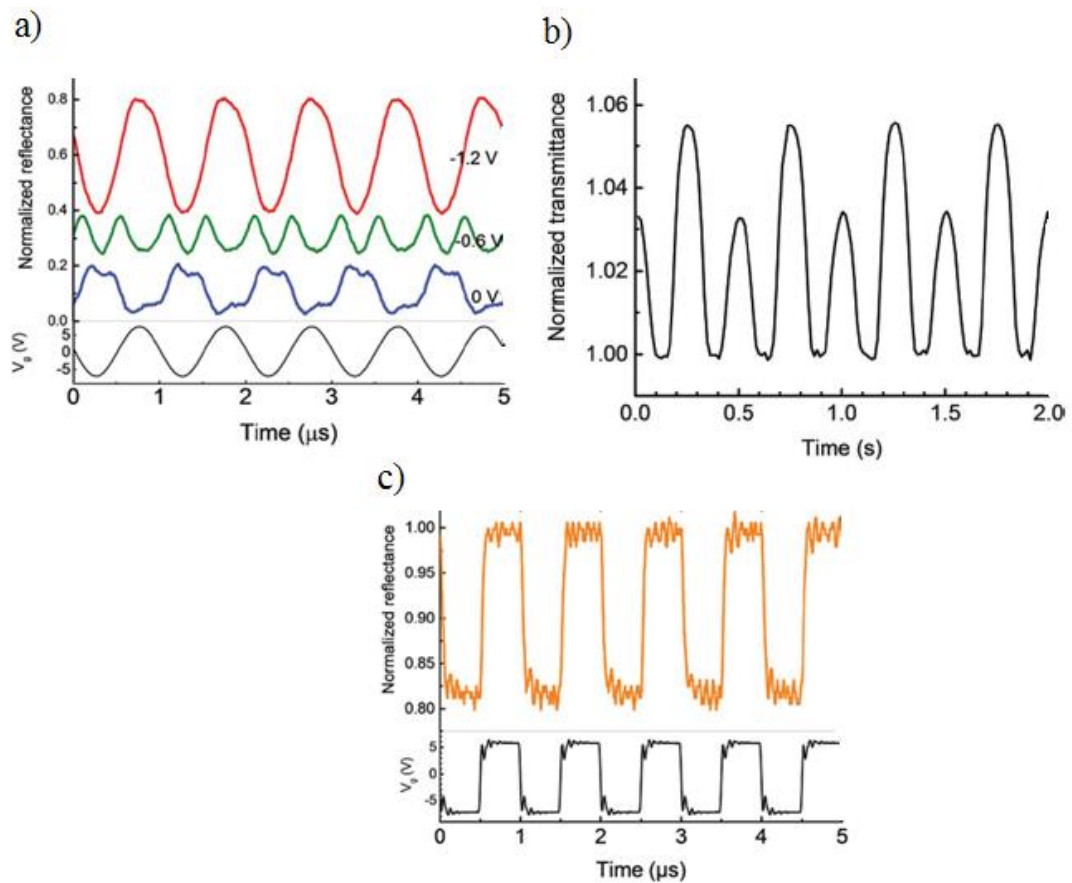 a)
Normalized reflectance
0.8
0.6
0.4
0.2
0.0
-1.2 V
-0.6 V
0 V
Vg (V)
5
0
-5
0 1 2 3 4 5
Time (μs)
b)
Normalized transmittance
1.06
1.04
1.02
1.00
0.0 0.5 1.0 1.5 2.0
Time (s)
c)
Normalized reflectance
1.00
0.95
0.90
0.85
0.80
Vg (V)
5
0
-5
0 1 2 3 4 5
Time (μs)